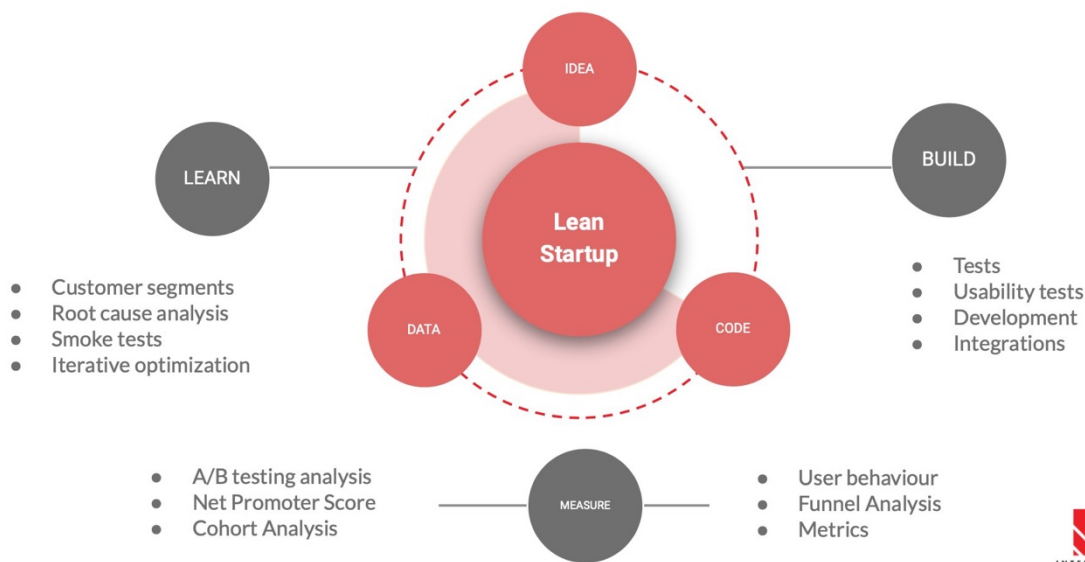 IDEA
LEARN
BUILD
Lean
Startup
• Customer segments
• Root cause analysis
• Smoke tests
• Iterative optimization
• Tests
• Usability tests
• Development
• Integrations
DATA
CODE
• A/B testing analysis
• Net Promoter Score
• Cohort Analysis
MEASURE
• User behaviour
• Funnel Analysis
• Metrics